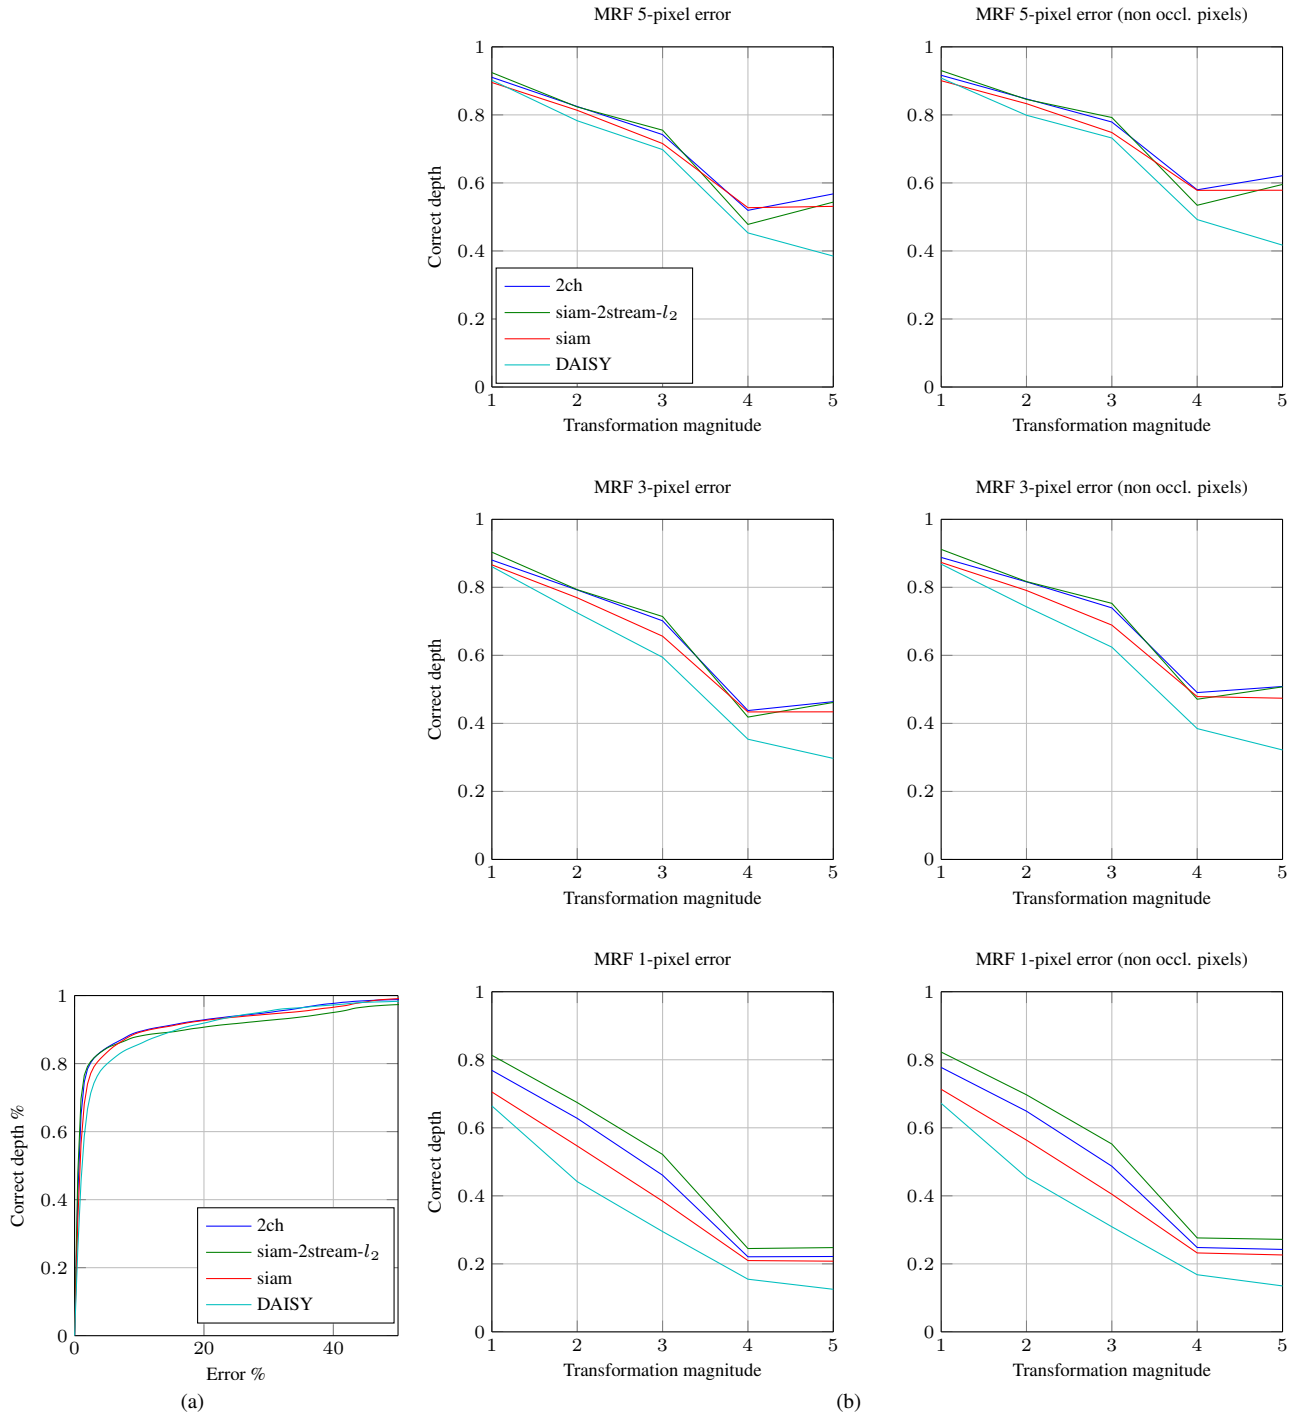 MRF 5-pixel error
1
0.8
0.6
0.4
0.2
0
Correct depth
2ch
siam-2stream-l₂
siam
DAISY
1 2 3 4 5
Transformation magnitude
MRF 5-pixel error (non occl. pixels)
1
0.8
0.6
0.4
0.2
0
1 2 3 4 5
Transformation magnitude
MRF 3-pixel error
1
0.8
0.6
0.4
0.2
0
Correct depth
1 2 3 4 5
Transformation magnitude
MRF 3-pixel error (non occl. pixels)
1
0.8
0.6
0.4
0.2
0
1 2 3 4 5
Transformation magnitude
1
0.8
0.6
0.4
0.2
0
Correct depth %
2ch
siam-2stream-l₂
siam
DAISY
0 20 40
Error %
(a)
MRF 1-pixel error
1
0.8
0.6
0.4
0.2
0
Correct depth
1 2 3 4 5
Transformation magnitude
MRF 1-pixel error (non occl. pixels)
1
0.8
0.6
0.4
0.2
0
1 2 3 4 5
Transformation magnitude
(b)